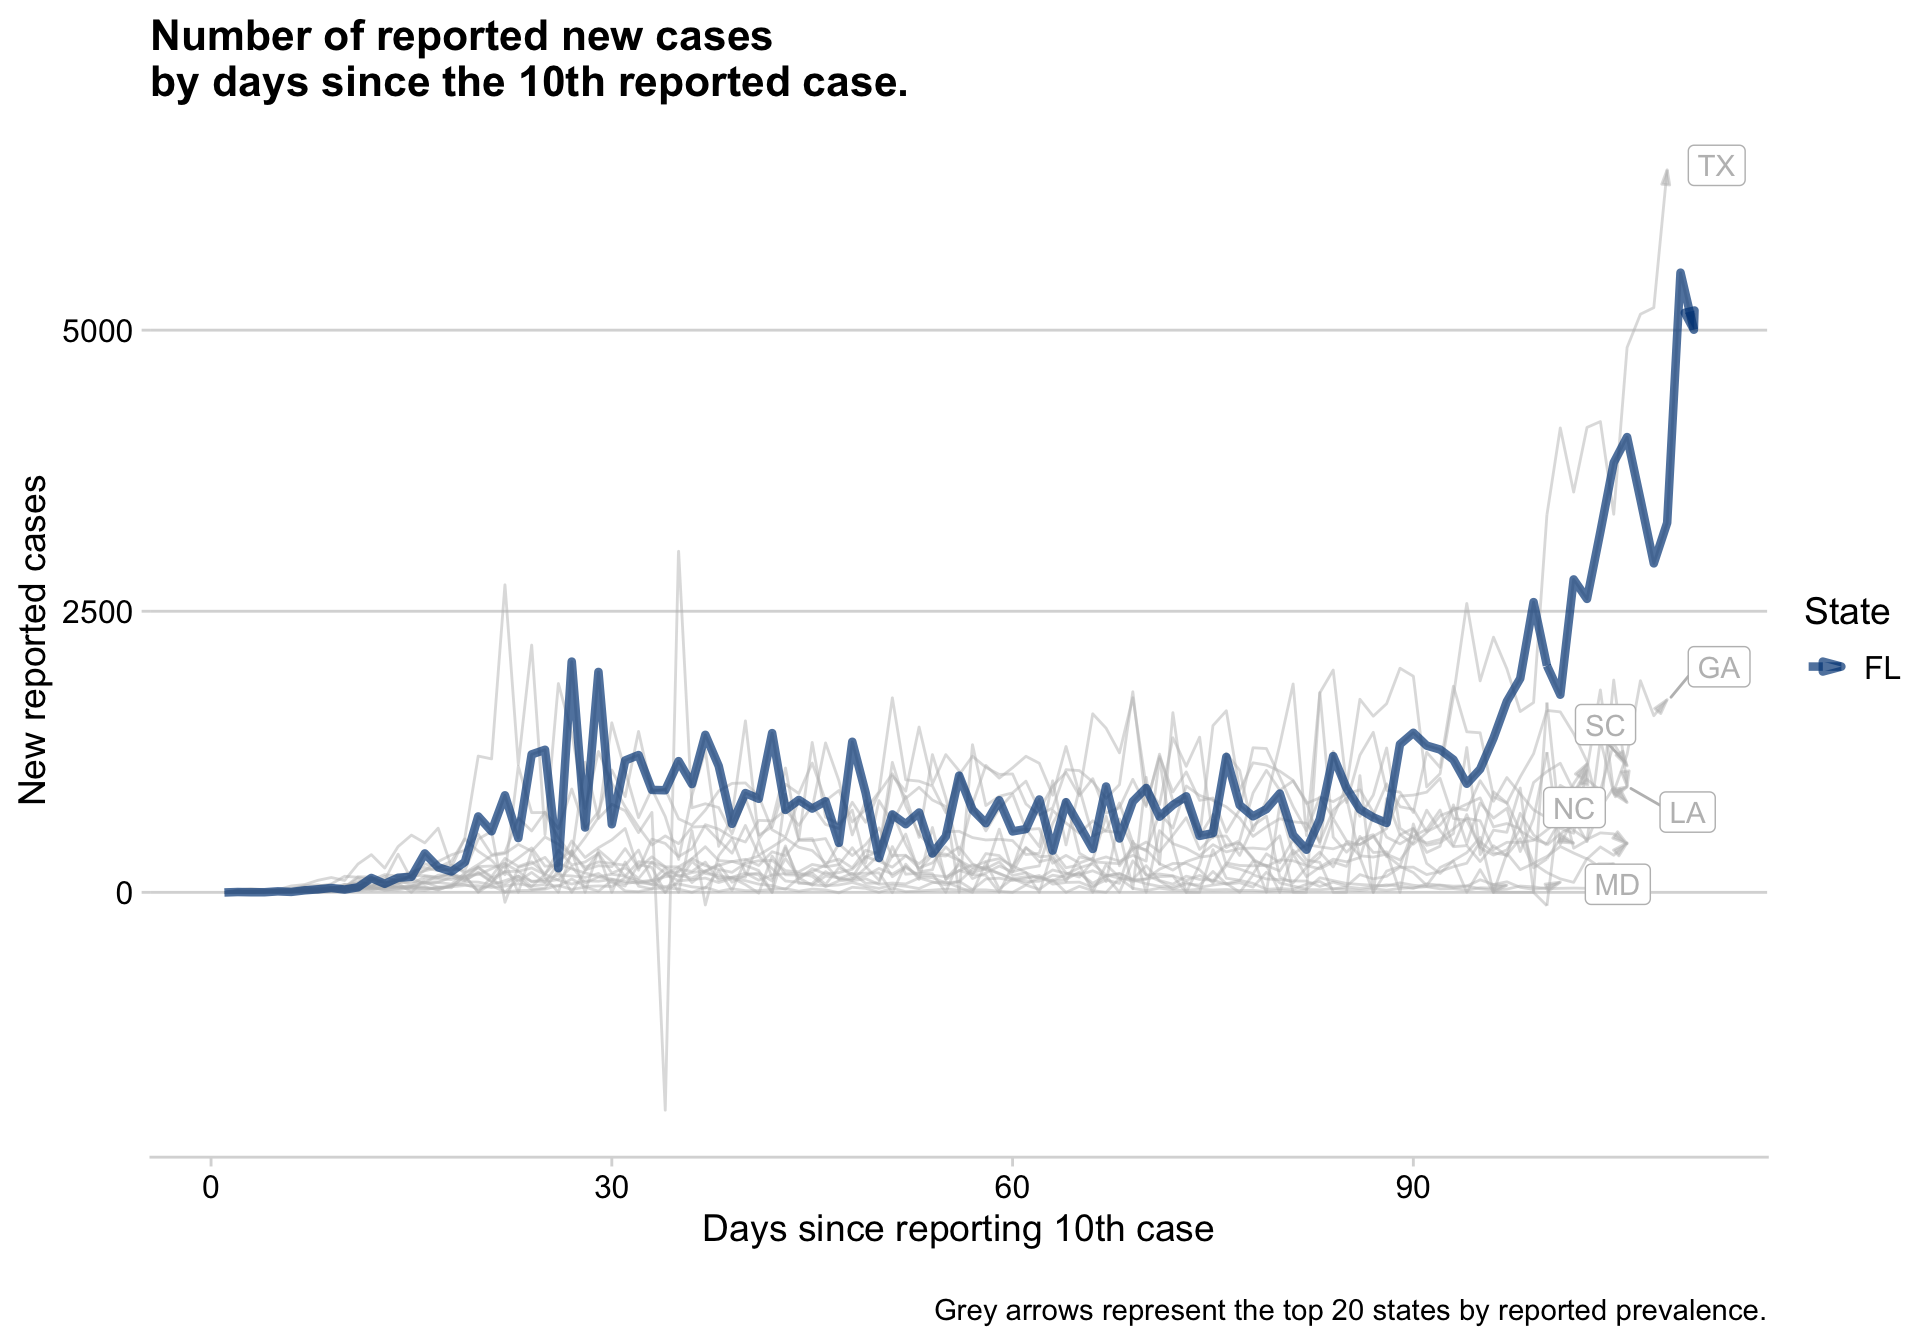 Number of reported new cases
by days since the 10th reported case.
TX
5000
2500
0
New reported cases
State
FL
GA
SC
NC
LA
MD
0
30
60
90
Days since reporting 10th case
Grey arrows represent the top 20 states by reported prevalence.